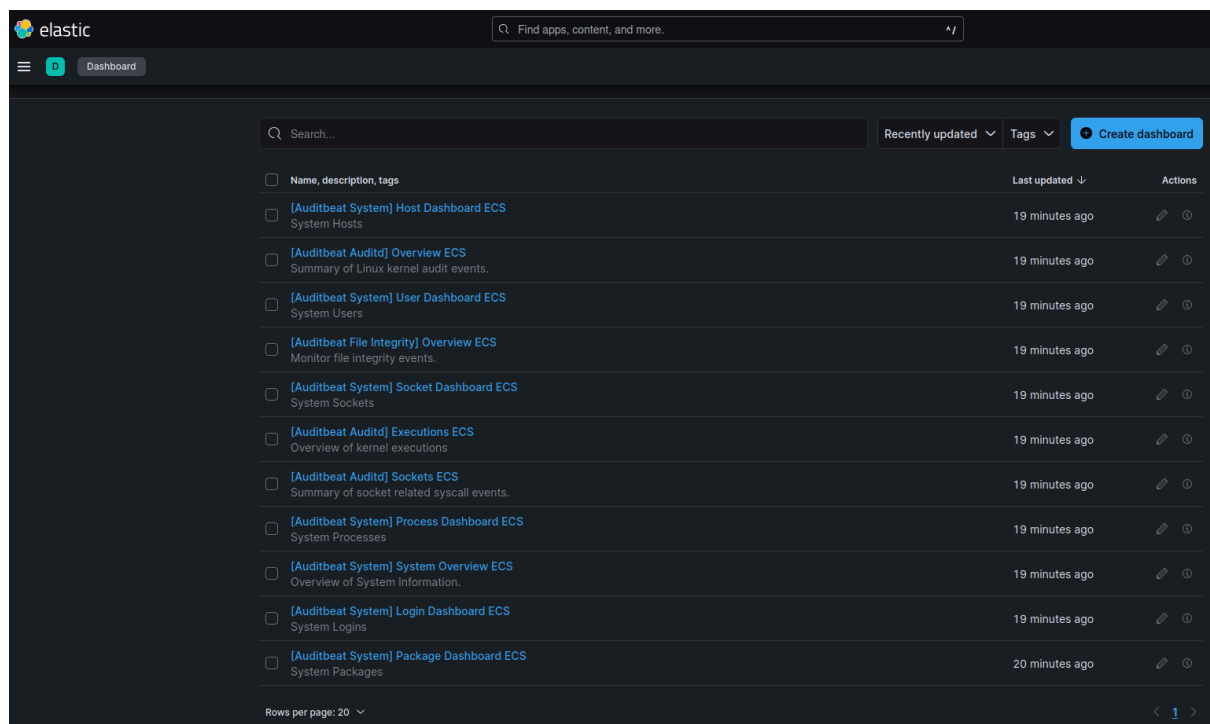 elastic
Find apps, content, and more.
^/
D
Dashboard
Search...
Recently updated
Tags
Create dashboard
Name, description, tags
Last updated
Actions
[Auditbeat System] Host Dashboard ECS
System Hosts
19 minutes ago
[Auditbeat Auditd] Overview ECS
Summary of Linux kernel audit events.
19 minutes ago
[Auditbeat System] User Dashboard ECS
System Users
19 minutes ago
[Auditbeat File Integrity] Overview ECS
Monitor file integrity events.
19 minutes ago
[Auditbeat System] Socket Dashboard ECS
System Sockets
19 minutes ago
[Auditbeat Auditd] Executions ECS
Overview of kernel executions
19 minutes ago
[Auditbeat Auditd] Sockets ECS
Summary of socket related syscall events.
19 minutes ago
[Auditbeat System] Process Dashboard ECS
System Processes
19 minutes ago
[Auditbeat System] System Overview ECS
Overview of System Information.
19 minutes ago
[Auditbeat System] Login Dashboard ECS
System Logins
19 minutes ago
[Auditbeat System] Package Dashboard ECS
System Packages
20 minutes ago
Rows per page: 20
1